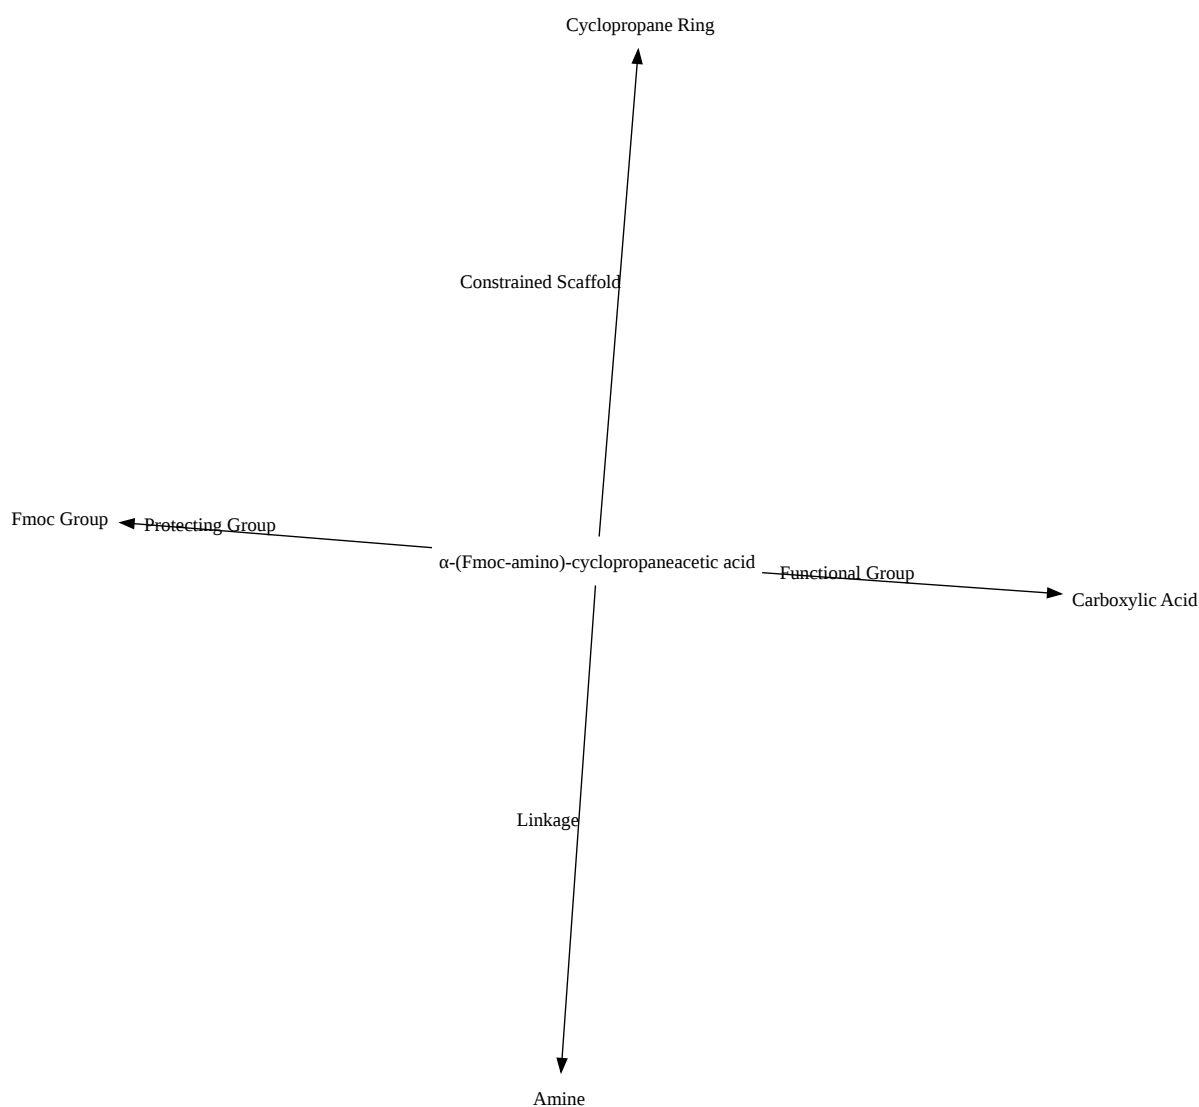 Cyclopropane Ring
Constrained Scaffold
Fmoc Group
Protecting Group
α-(Fmoc-amino)-cyclopropaneacetic acid
Functional Group
Carboxylic Acid
Linkage
Amine